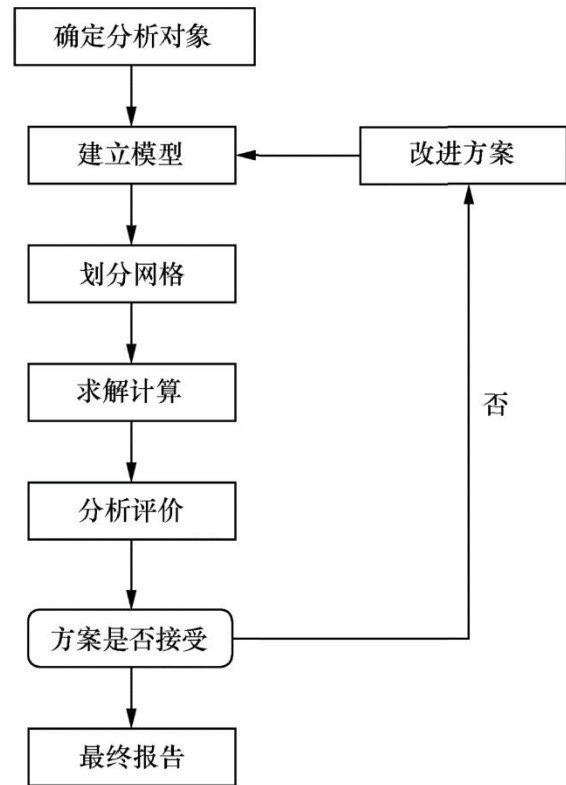 确定分析对象
建立模型
改进方案
划分网格
求解计算
否
分析评价
方案是否接受
最终报告